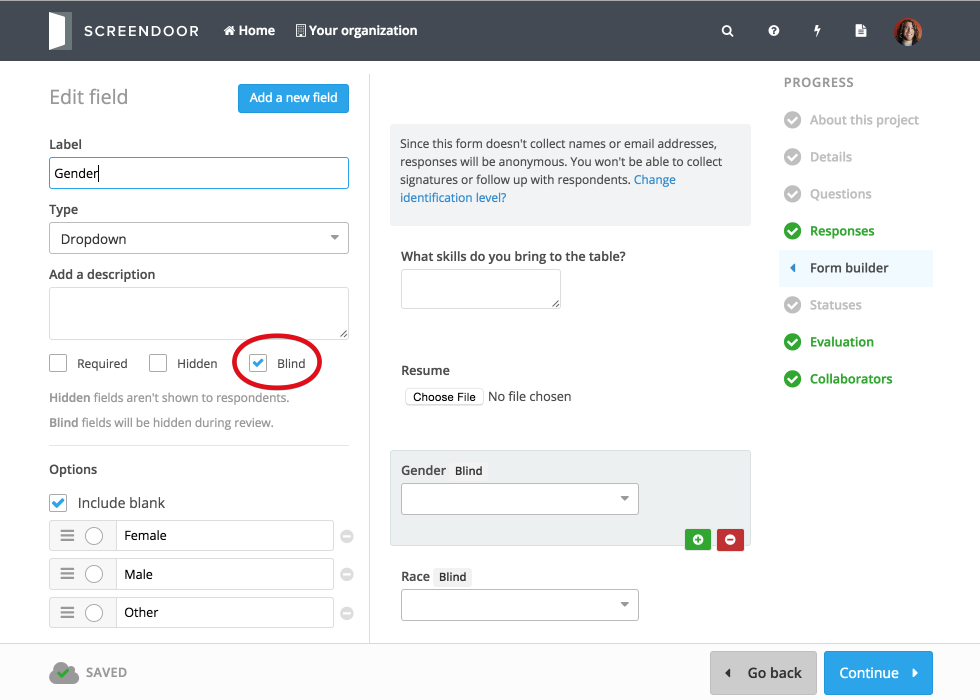 SCREENDOOR
Home
Your organization
Edit field
Add a new field
Label
Gender
Type
Dropdown
Add a description
Required
Hidden
Blind
Hidden fields aren't shown to respondents.
Blind fields will be hidden during review.
Options
Include blank
Female
Male
Other
Since this form doesn't collect names or email addresses,
responses will be anonymous. You won't be able to collect
signatures or follow up with respondents. Change
identification level?
What skills do you bring to the table?
Resume
Choose File No file chosen
Gender Blind
Race Blind
PROGRESS
About this project
Details
Questions
Responses
Form builder
Statuses
Evaluation
Collaborators
SAVED
Go back
Continue